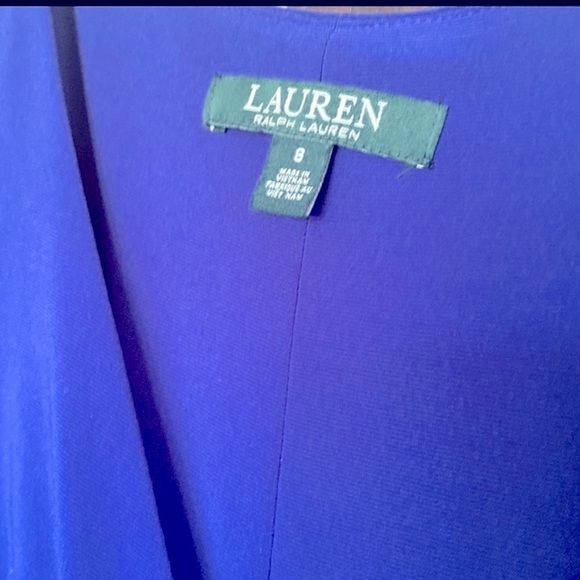 LAUREN
RALPH LAUREN
8
MADE IN
VIETNAM
FABRIQUÉ AU
VIET NAM